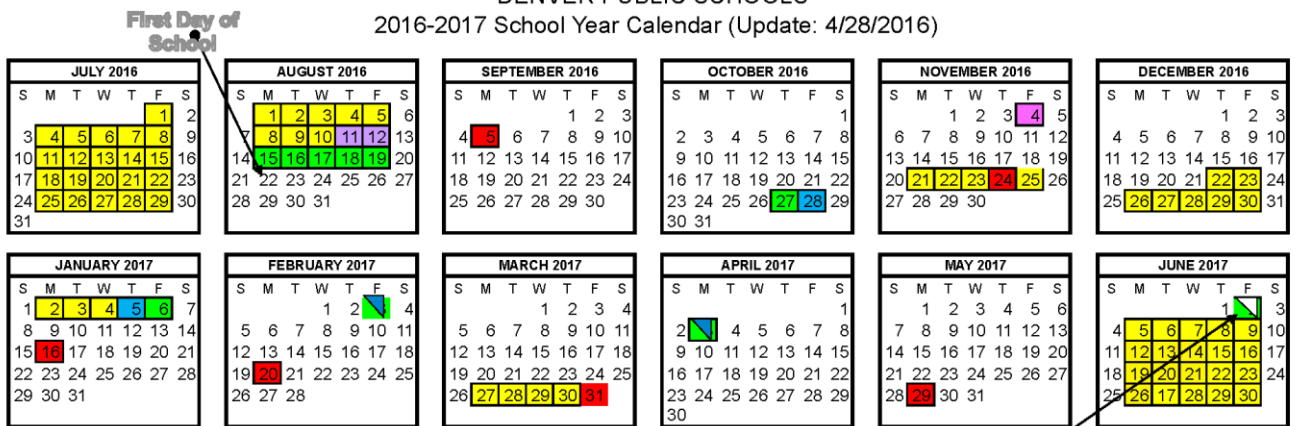 DENVER PUBLIC SCHOOLS
2016-2017 School Year Calendar (Update: 4/28/2016)
First Day of
School
JULY 2016
S M T W T F S
1 2
3 4 5 6 7 8 9
10 11 12 13 14 15 16
17 18 19 20 21 22 23
24 25 26 27 28 29 30
31
AUGUST 2016
S M T W T F S
1 2 3 4 5 6
7 8 9 10 11 12 13
14 15 16 17 18 19 20
21 22 23 24 25 26 27
28 29 30 31
SEPTEMBER 2016
S M T W T F S
1 2 3
4 5 6 7 8 9 10
11 12 13 14 15 16 17
18 19 20 21 22 23 24
25 26 27 28 29 30
OCTOBER 2016
S M T W T F S
1
2 3 4 5 6 7 8
9 10 11 12 13 14 15
16 17 18 19 20 21 22
23 24 25 26 27 28 29
30 31
NOVEMBER 2016
S M T W T F S
1 2 3 4 5
6 7 8 9 10 11 12
13 14 15 16 17 18 19
20 21 22 23 24 25 26
27 28 29 30
DECEMBER 2016
S M T W T F S
1 2 3
4 5 6 7 8 9 10
11 12 13 14 15 16 17
18 19 20 21 22 23 24
25 26 27 28 29 30 31
JANUARY 2017
S M T W T F S
1 2 3 4 5 6 7
8 9 10 11 12 13 14
15 16 17 18 19 20 21
22 23 24 25 26 27 28
29 30 31
FEBRUARY 2017
S M T W T F S
1 2 4
5 6 7 8 9 10 11
12 13 14 15 16 17 18
19 20 21 22 23 24 25
26 27 28
MARCH 2017
S M T W T F S
1 2 3 4
5 6 7 8 9 10 11
12 13 14 15 16 17 18
19 20 21 22 23 24 25
26 27 28 29 30 31
APRIL 2017
S M T W T F S
1
2 4 5 6 7 8
9 10 11 12 13 14 15
16 17 18 19 20 21 22
23 24 25 26 27 28 29
30
MAY 2017
S M T W T F S
1 2 3 4 5 6
7 8 9 10 11 12 13
14 15 16 17 18 19 20
21 22 23 24 25 26 27
28 29 30 31
JUNE 2017
S M T W T F S
1 3
4 5 6 7 8 9 10
11 12 13 14 15 16 17
18 19 20 21 22 23 24
25 26 17 28 29 30